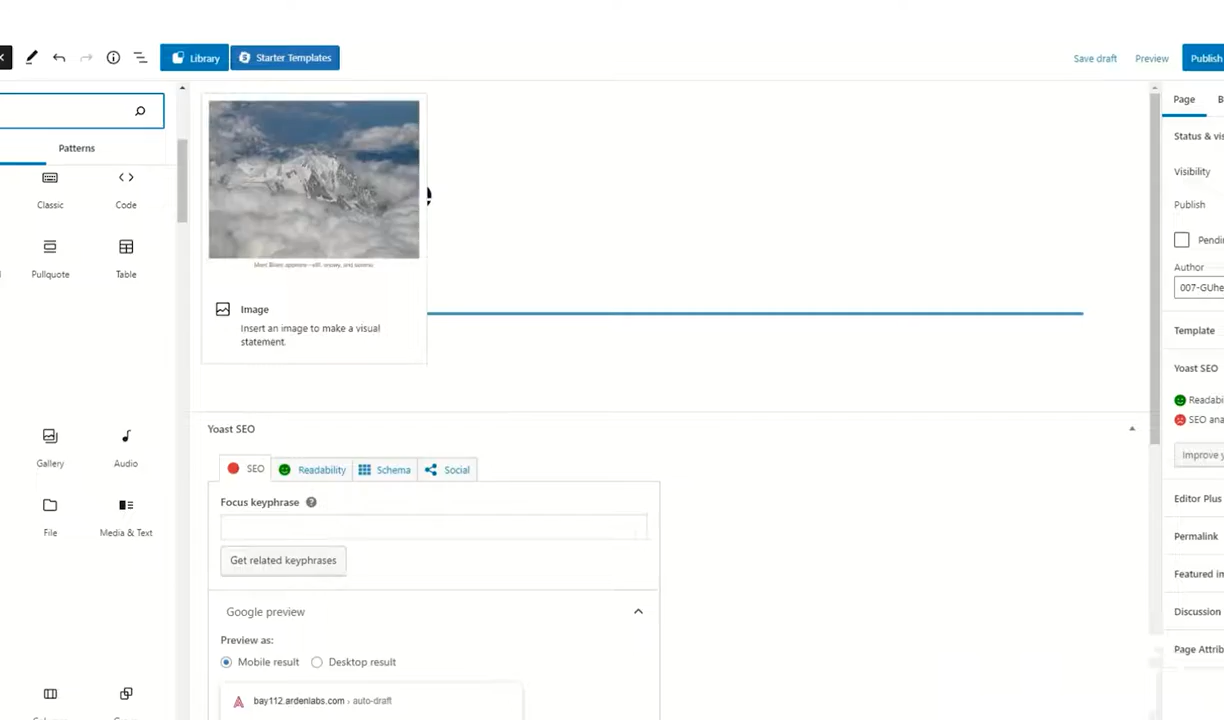 Library
Starter Templates
Save draft
Preview
Publish
Patterns
Classic
Code
Pullquote
Table
Gallery
Audio
File
Media & Text
e
Image
Insert an image to make a visual
statement.
Yoast SEO
SEO
Readability
Schema
Social
Focus keyphrase
Get related keyphrases
Google preview
Preview as:
Mobile result
Desktop result
bay112.ardenlabs.com › auto-draft
Page
B
Status & vis
Visibility
Publish
Pendi
Author
007-GUhe
Template
Yoast SEO
Readabi
SEO ana
Improve y
Editor Plus
Permalink
Featured im
Discussion
Page Attrib